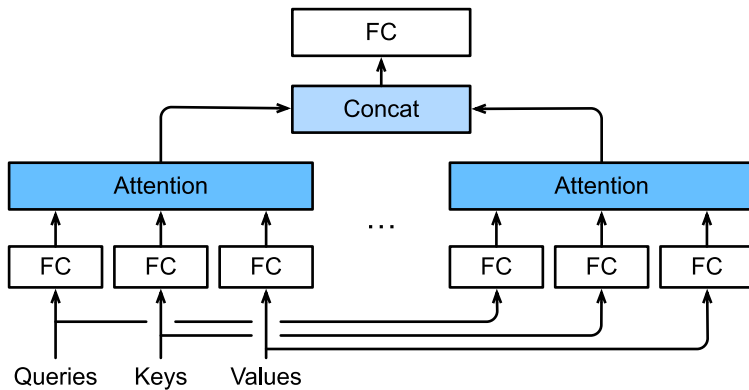 FC
Concat
Attention
Attention
...
FC FC FC FC FC FC
Queries Keys Values